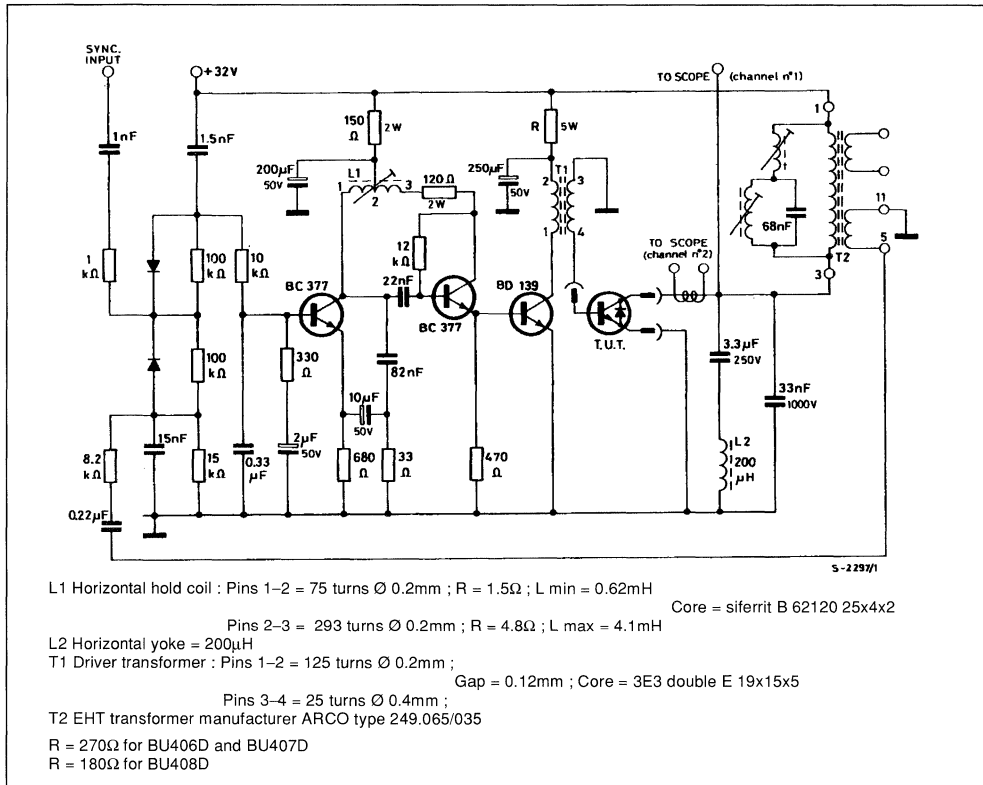 SYNC.
INPUT
+32V
TO SCOPE (channel n°1)
1nF
1.5nF
150
Ω
2W
R
5W
1
200µF
50V
L1
1
2
3
120Ω
2W
250µF
50V
T1
2
1
3
4
68nF
11
5
T2
3
TO SCOPE
(channel n°2)
1
kΩ
100
kΩ
10
kΩ
12
kΩ
22nF
BC 377
BC 377
BD 139
T.U.T.
100
kΩ
330
Ω
82nF
3.3µF
250V
33nF
1000V
10µF
50V
8.2
kΩ
15nF
15
kΩ
0.33
µF
2µF
50V
680
Ω
33
Ω
470
Ω
L2
200
µH
0.22µF
S-2297/1
L1 Horizontal hold coil : Pins 1–2 = 75 turns Ø 0.2mm ; R = 1.5Ω ; L min = 0.62mH
Core = siferrit B 62120 25x4x2
Pins 2–3 = 293 turns Ø 0.2mm ; R = 4.8Ω ; L max = 4.1mH
L2 Horizontal yoke = 200µH
T1 Driver transformer : Pins 1–2 = 125 turns Ø 0.2mm ;
Gap = 0.12mm ; Core = 3E3 double E 19x15x5
Pins 3–4 = 25 turns Ø 0.4mm ;
T2 EHT transformer manufacturer ARCO type 249.065/035
R = 270Ω for BU406D and BU407D
R = 180Ω for BU408D